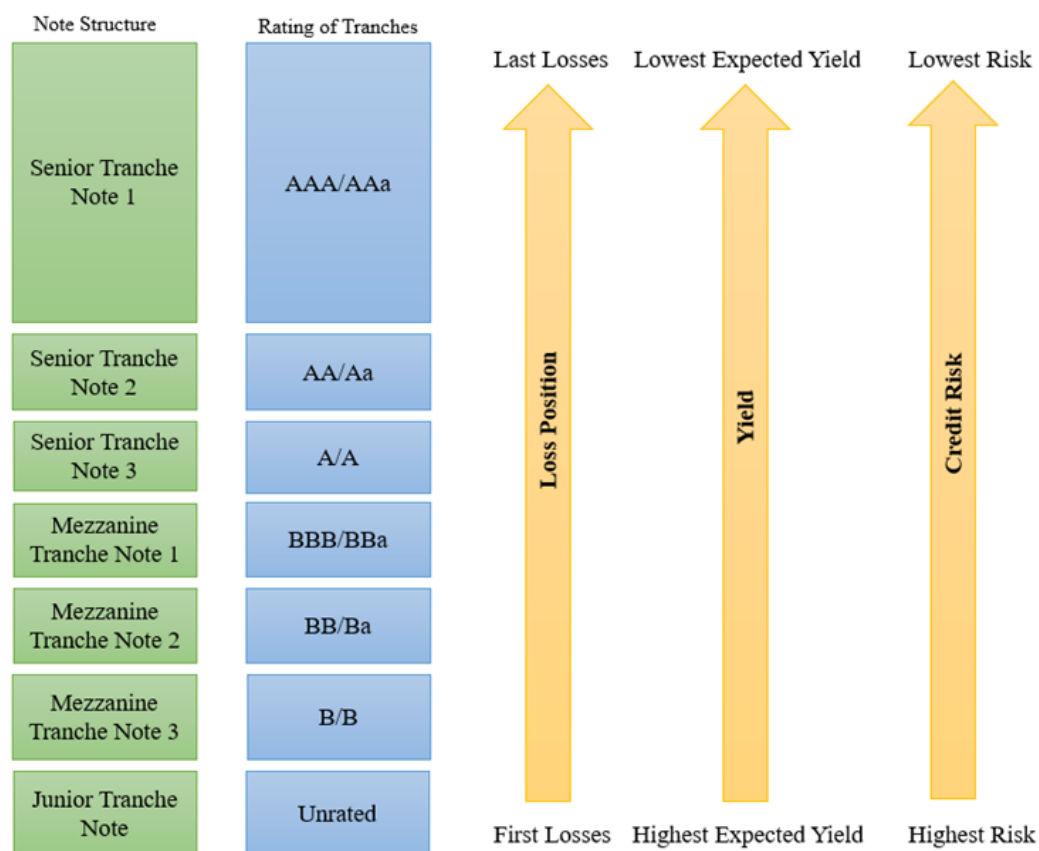 Note Structure
Rating of Tranches
Last Losses
Lowest Expected Yield
Lowest Risk
Senior Tranche
Note 1
AAA/AAa
Senior Tranche
Note 2
AA/Aa
Senior Tranche
Note 3
A/A
Mezzanine
Tranche Note 1
BBB/BBa
Mezzanine
Tranche Note 2
BB/Ba
Mezzanine
Tranche Note 3
B/B
Junior Tranche
Note
Unrated
Loss Position
Yield
Credit Risk
First Losses
Highest Expected Yield
Highest Risk